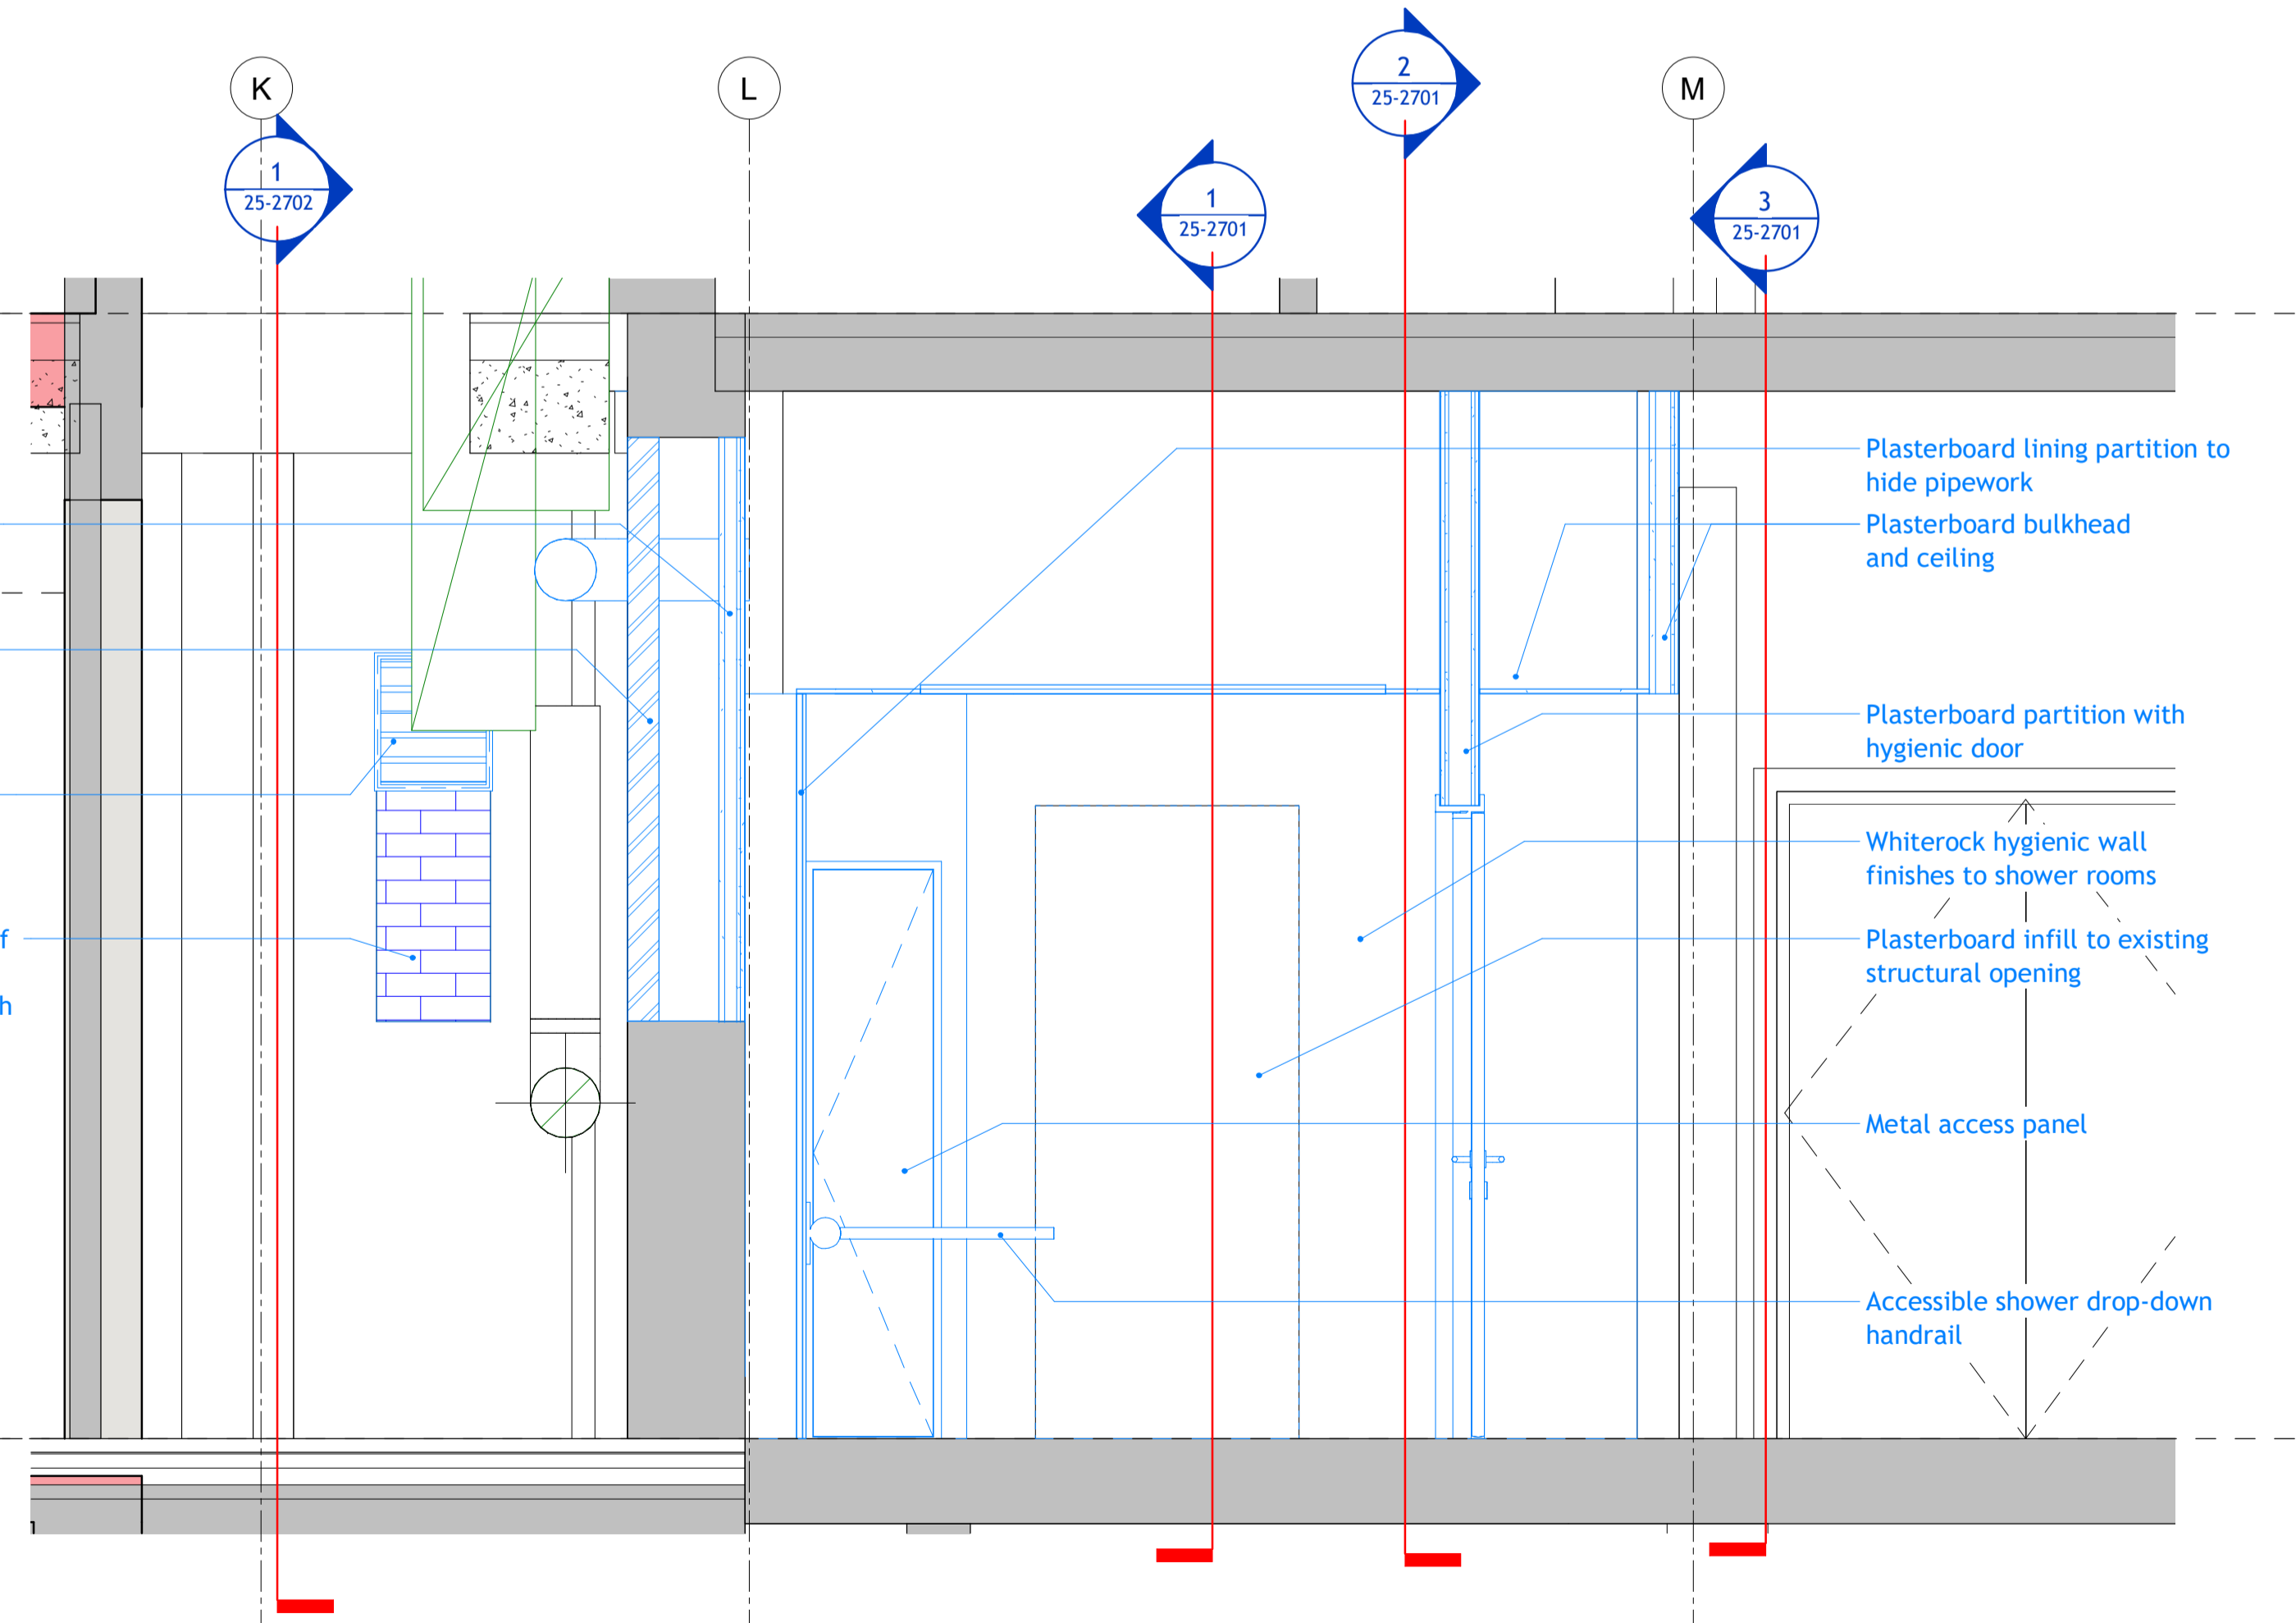 K
L
M
2
25-2701
1
25-2702
1
25-2701
3
25-2701
Plasterboard lining partition to
hide pipework
Plasterboard bulkhead
and ceiling
Plasterboard partition with
hygienic door
Whiterock hygienic wall
finishes to shower rooms
f
Plasterboard infill to existing
structural opening
h
Metal access panel
Accessible shower drop-down
handrail